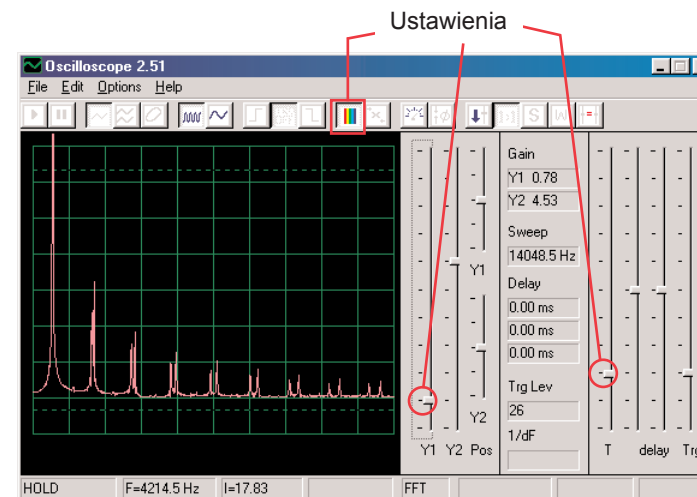 Ustawienia
Oscilloscope 2.51
File Edit Options Help
Gain
Y1 0.78
Y2 4.53
Sweep
14048.5 Hz
Y1
Delay
0.00 ms
0.00 ms
0.00 ms
Trg Lev
26
Y2
1/dF
Y1 Y2 Pos
T delay Trg
HOLD F=4214.5 Hz I=17.83 FFT